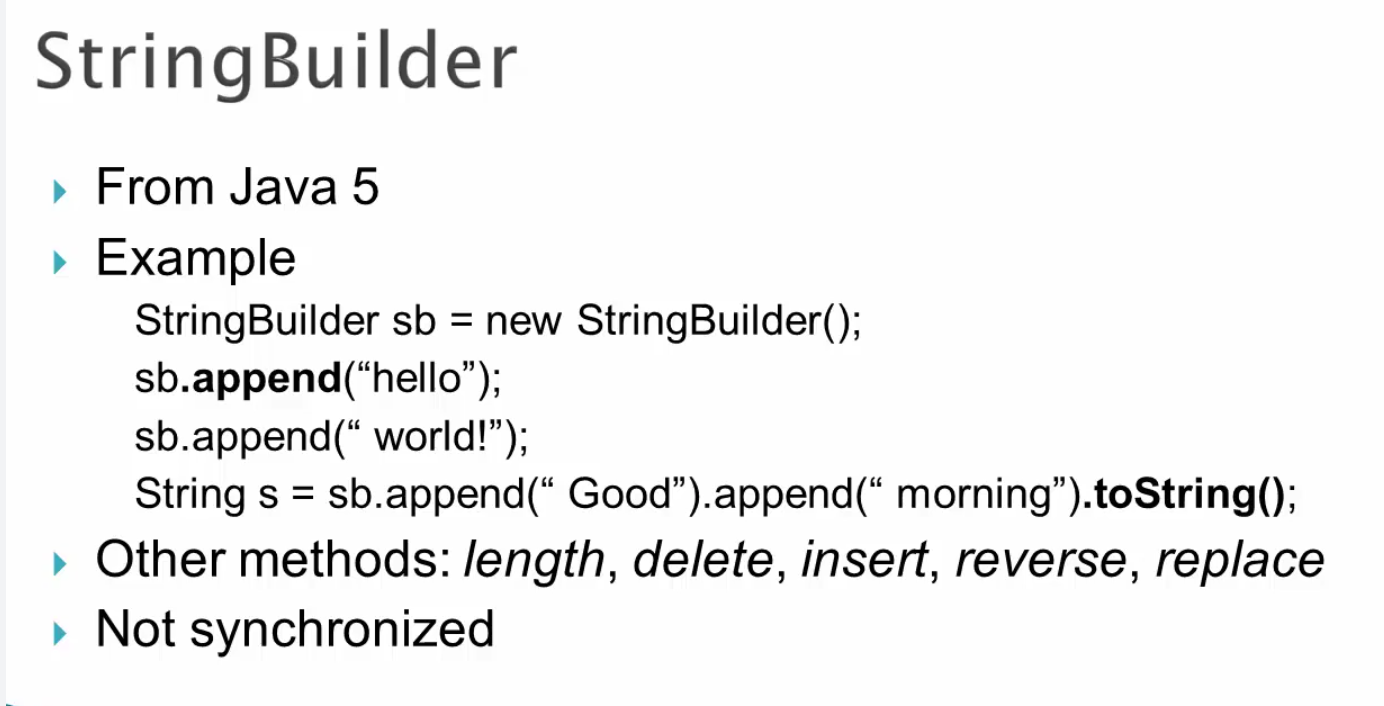 StringBuilder
From Java 5
Example
StringBuilder sb = new StringBuilder();
sb.append(“hello”);
sb.append(“ world!”);
String s = sb.append(“ Good”).append(“ morning”).toString();
Other methods: length, delete, insert, reverse, replace
Not synchronized